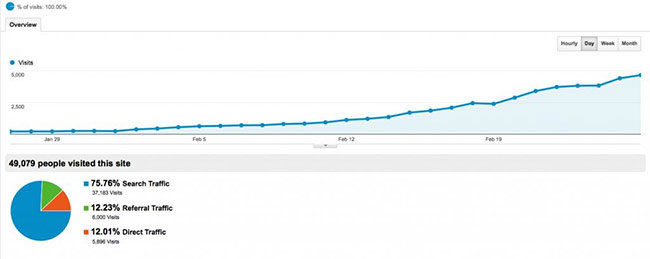 % of visits: 100.00%
Overview
Hourly Day Week Month
Visits
5,000
2,500
Jan 29 Feb 5 Feb 12 Feb 19
49,079 people visited this site
75.76% Search Traffic
37,183 Visits
12.23% Referral Traffic
6,000 Visits
12.01% Direct Traffic
5,896 Visits